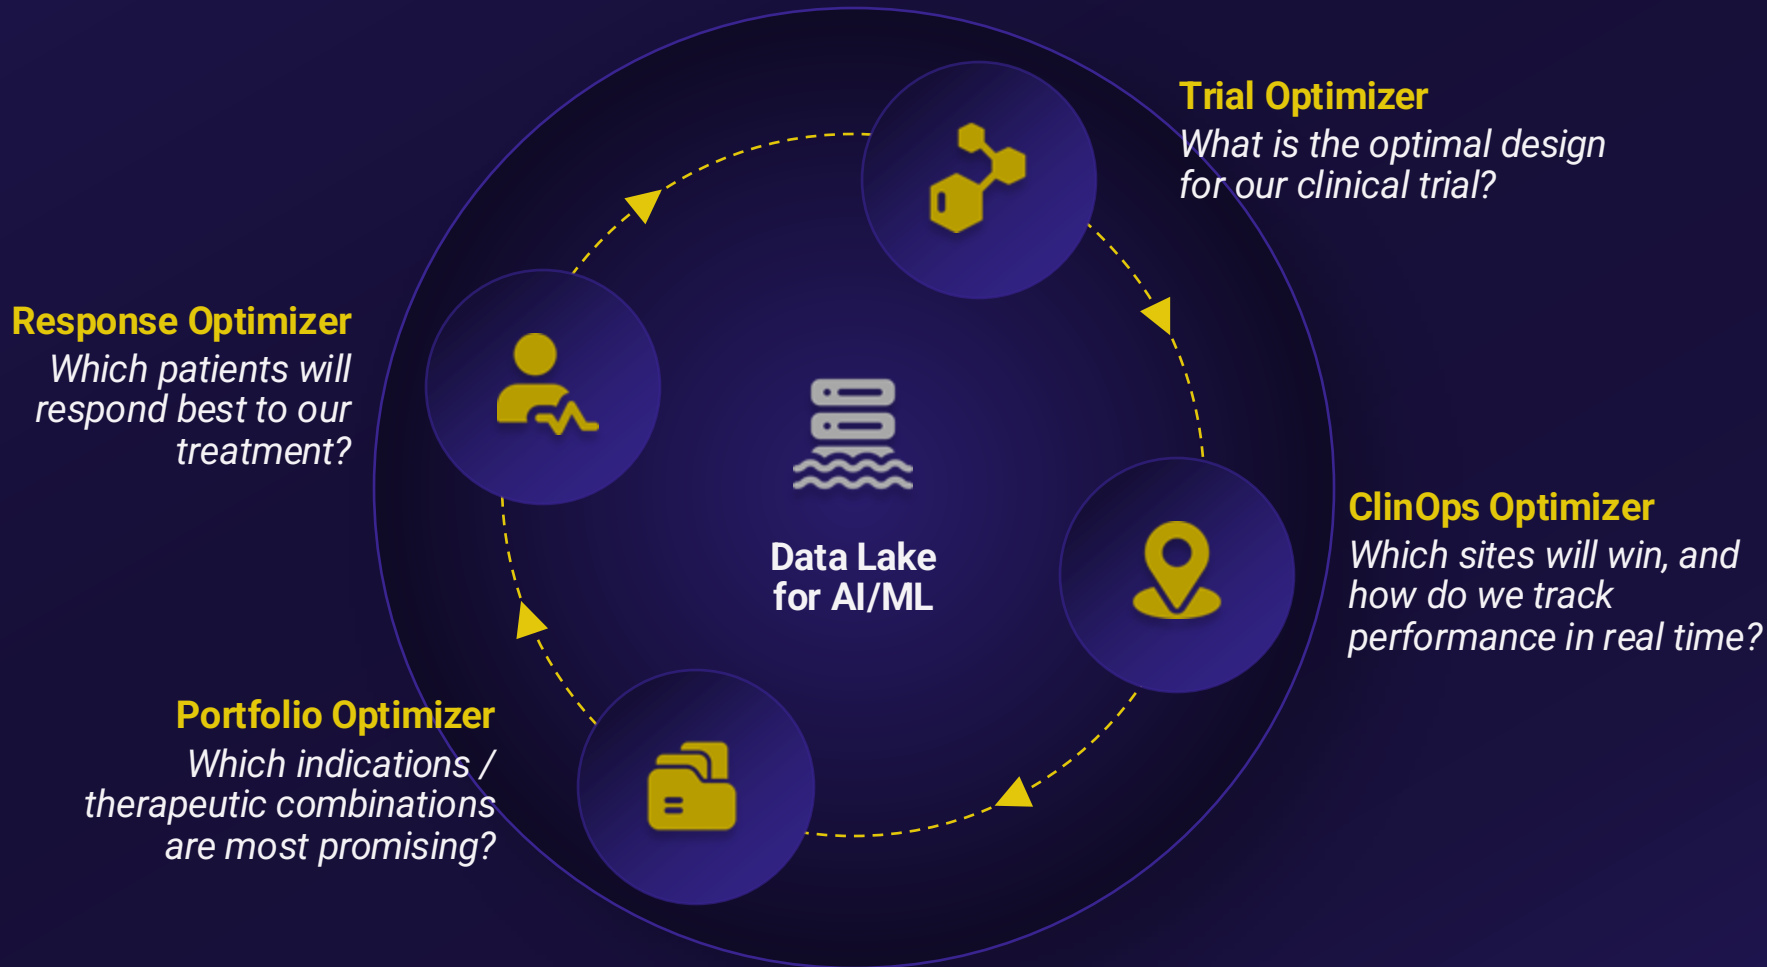 Trial Optimizer
What is the optimal design
for our clinical trial?
Response Optimizer
Which patients will
respond best to our
treatment?
Data Lake
for AI/ML
ClinOps Optimizer
Which sites will win, and
how do we track
performance in real time?
Portfolio Optimizer
Which indications /
therapeutic combinations
are most promising?